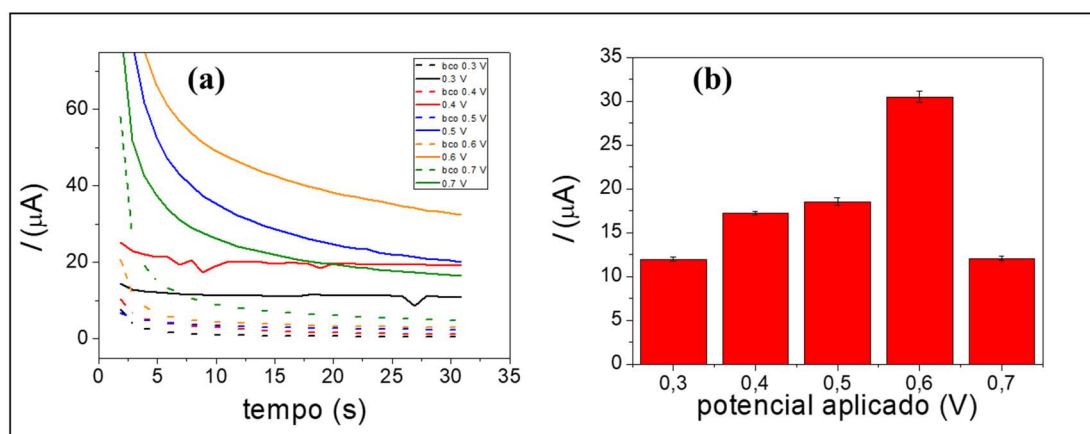 (a)
I (μA)
60
40
20
0
0 5 10 15 20 25 30 35
tempo (s)
bco 0.3 V
0.3 V
bco 0.4 V
0.4 V
bco 0.5 V
0.5 V
bco 0.6 V
0.6 V
bco 0.7 V
0.7 V
(b)
I (μA)
35
30
25
20
15
10
5
0
0,3 0,4 0,5 0,6 0,7
potencial aplicado (V)